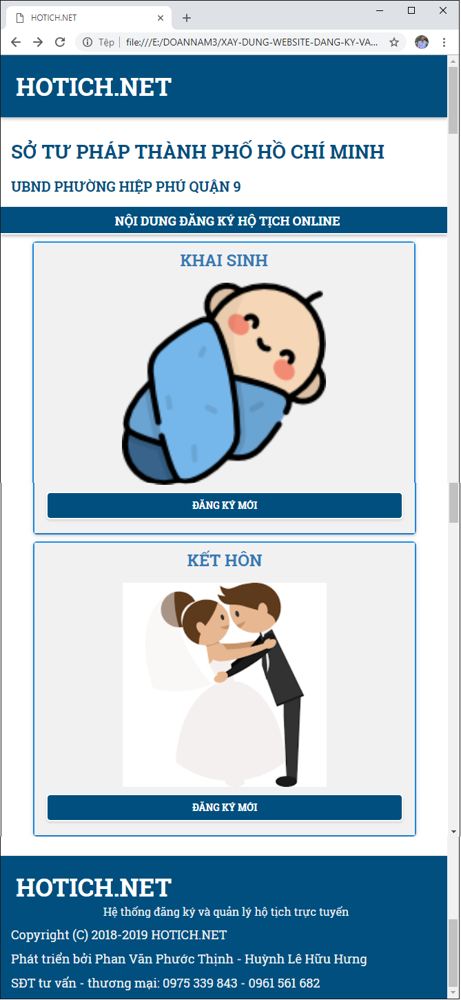 HOTICH.NET
Tệp
file:///E:/DOANNAM3/XAY-DUNG-WEBSITE-DANG-KY-VA...
HOTICH.NET
SỞ TƯ PHÁP THÀNH PHỐ HỒ CHÍ MINH
UBND PHƯỜNG HIỆP PHÚ QUẬN 9
NỘI DUNG ĐĂNG KÝ HỘ TỊCH ONLINE
KHAI SINH
ĐĂNG KÝ MỚI
KẾT HÔN
ĐĂNG KÝ MỚI
HOTICH.NET
Hệ thống đăng ký và quản lý hộ tịch trực tuyến
Copyright (C) 2018-2019 HOTICH.NET
Phát triển bởi Phan Văn Phước Thịnh - Huỳnh Lê Hữu Hưng
SĐT tư vấn - thương mại: 0975 339 843 - 0961 561 682